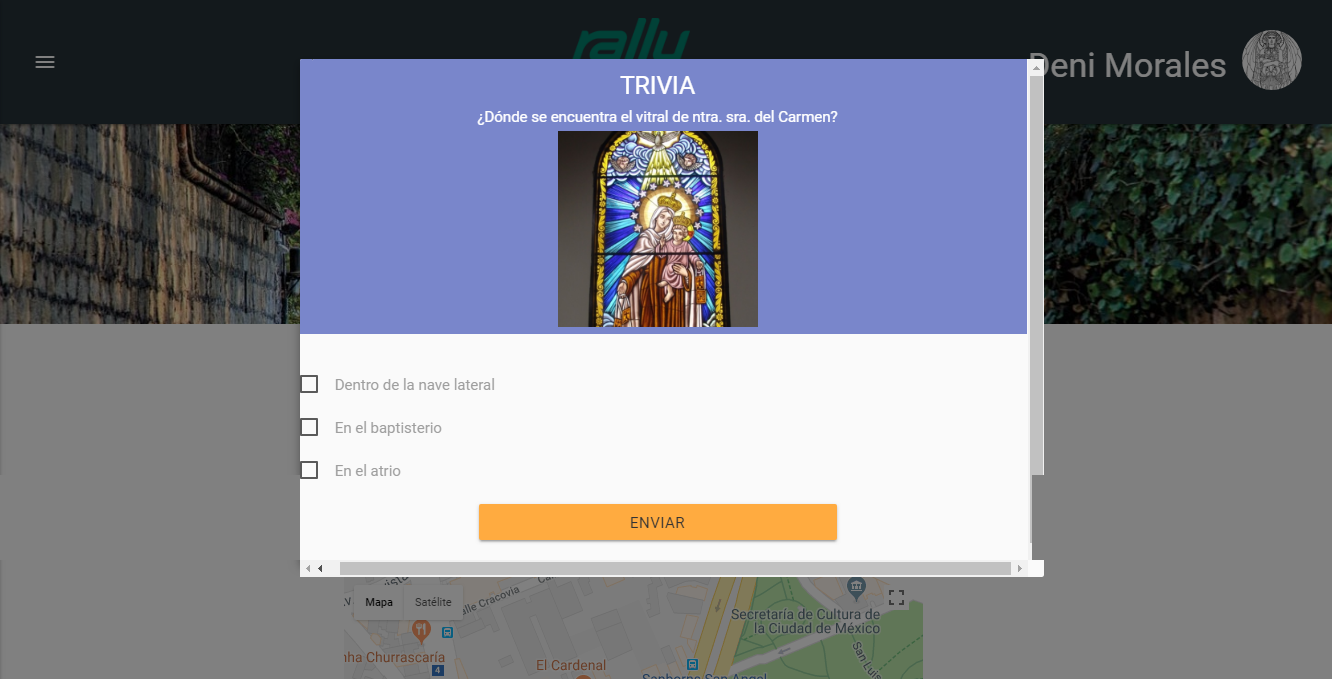 rally
Deni Morales
TRIVIA
¿Dónde se encuentra el vitral de ntra. sra. del Carmen?
Dentro de la nave lateral
En el baptisterio
En el atrio
ENVIAR
Mapa
Satélite
alle Cracovia
Secretaría de Cultura de
la Ciudad de México
nha Churrascaría
4
El Cardenal
Sanborns San Angel
San Luis